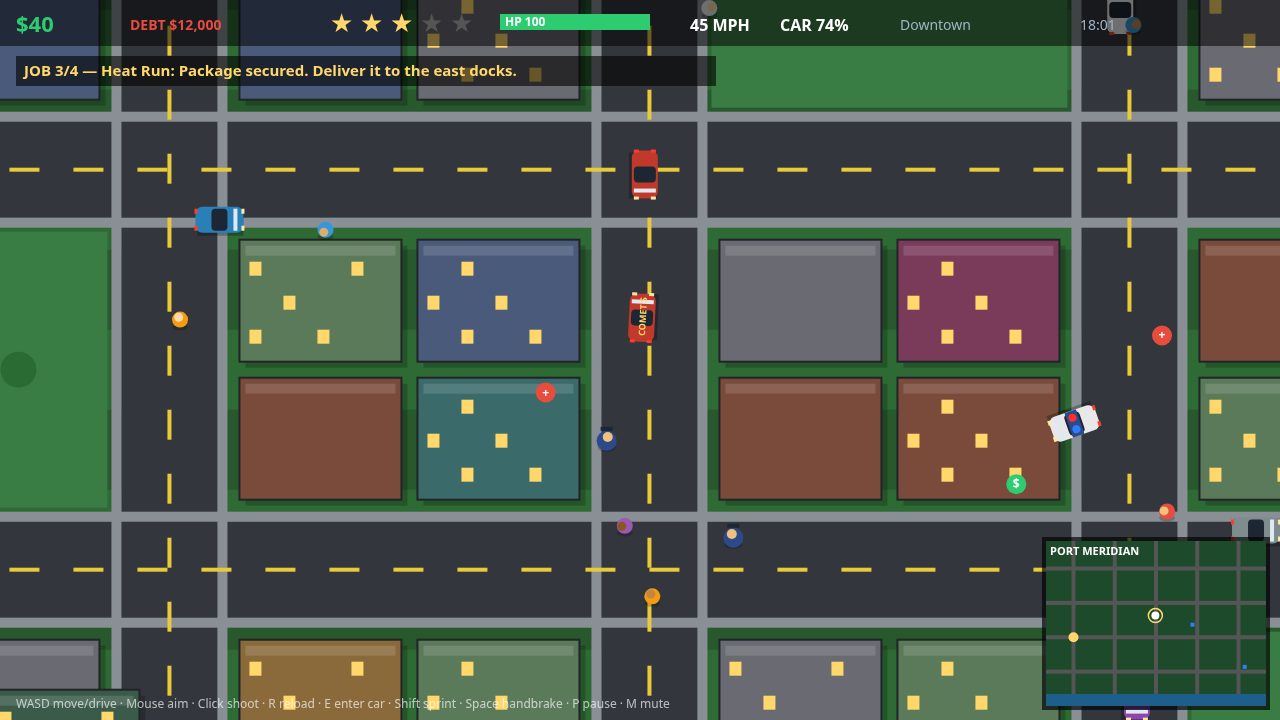 $40 DEBT $12,000 HP 100 45 MPH CAR 74% Downtown 18:01
JOB 3/4 — Heat Run: Package secured. Deliver it to the east docks.
COMETS
+
+
$
PORT MERIDIAN
WASD move/drive · Mouse aim · Click shoot · R reload · E enter car · Shift sprint · Space handbrake · P pause · M mute